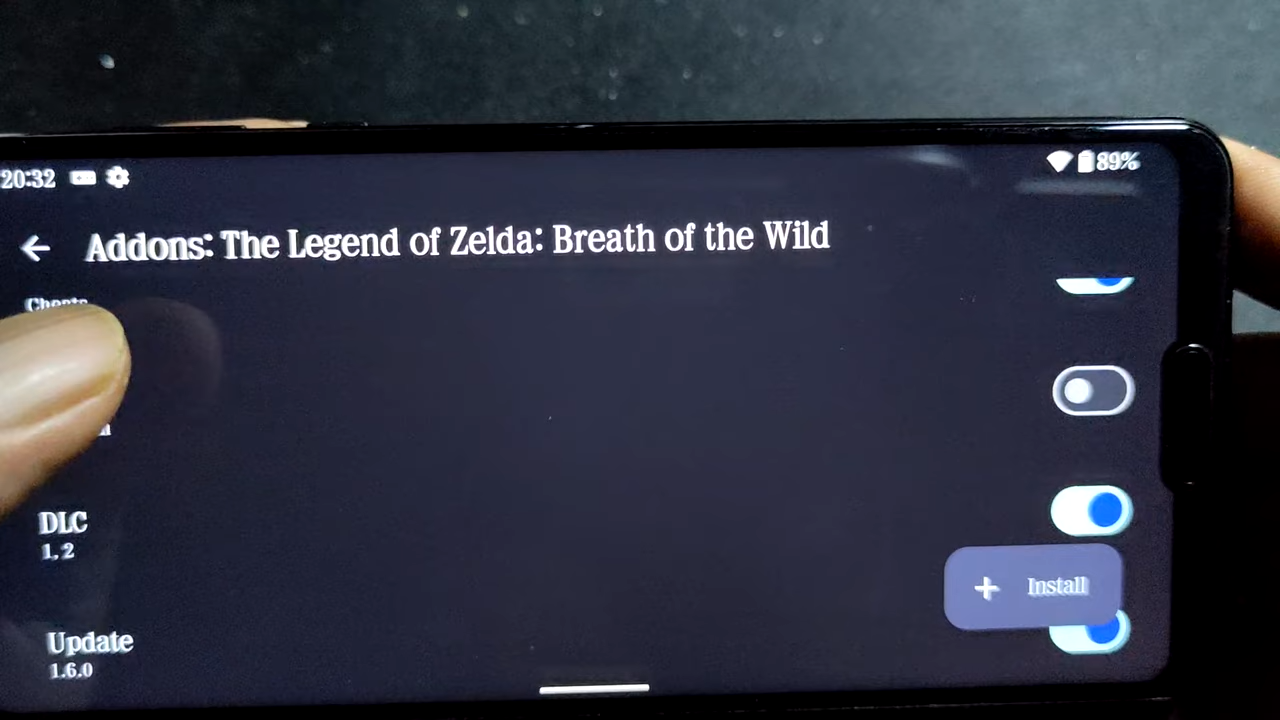 20:32
89%
Addons: The Legend of Zelda: Breath of the Wild
Cheats
DLC
1, 2
Install
Update
1.6.0